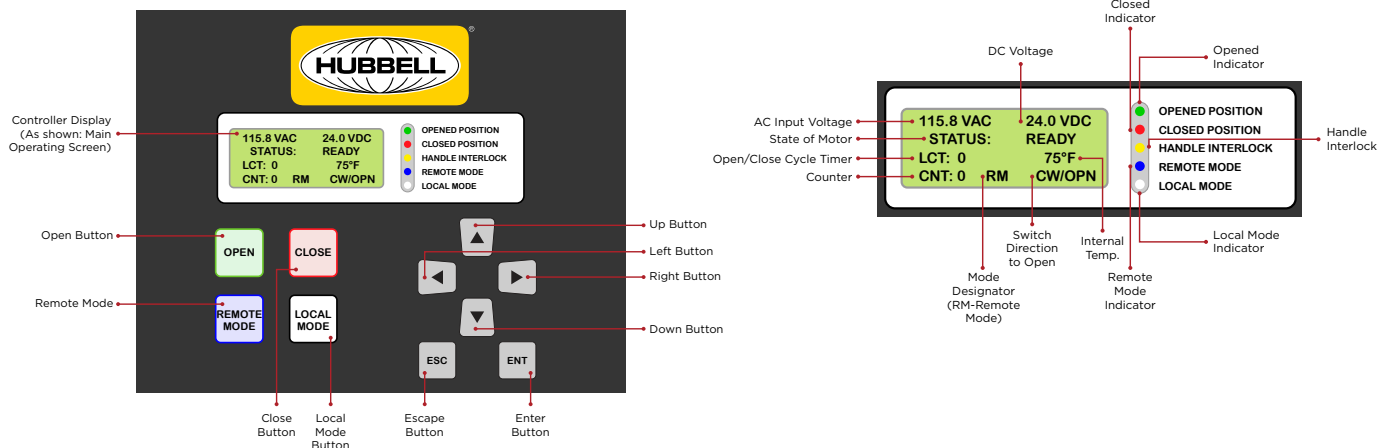 HUBBELL
®
Controller Display
(As shown: Main
Operating Screen)
115.8 VAC 24.0 VDC
STATUS: READY
LCT: 0 75°F
CNT: 0 RM CW/OPN
OPENED POSITION
CLOSED POSITION
HANDLE INTERLOCK
REMOTE MODE
LOCAL MODE
Open Button
OPEN
CLOSE
Remote Mode
REMOTE
MODE
LOCAL
MODE
Up Button
Left Button
Right Button
Down Button
ESC
ENT
Close
Button
Local
Mode
Button
Escape
Button
Enter
Button
Closed
Indicator
DC Voltage
Opened
Indicator
AC Input Voltage
State of Motor
Open/Close Cycle Timer
Counter
115.8 VAC 24.0 VDC
STATUS: READY
LCT: 0 75°F
CNT: 0 RM CW/OPN
OPENED POSITION
CLOSED POSITION
HANDLE INTERLOCK
REMOTE MODE
LOCAL MODE
Handle
Interlock
Mode
Designator
(RM-Remote
Mode)
Switch
Direction
to Open
Internal
Temp.
Remote
Mode
Indicator
Local Mode
Indicator